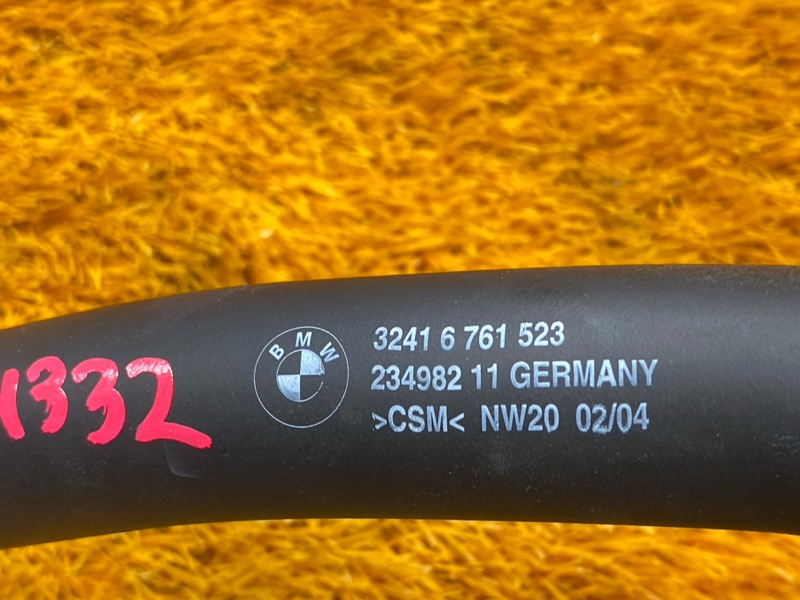 1332
BMW
3241 6 761 523
234982 11 GERMANY
>CSM< NW20 02/04